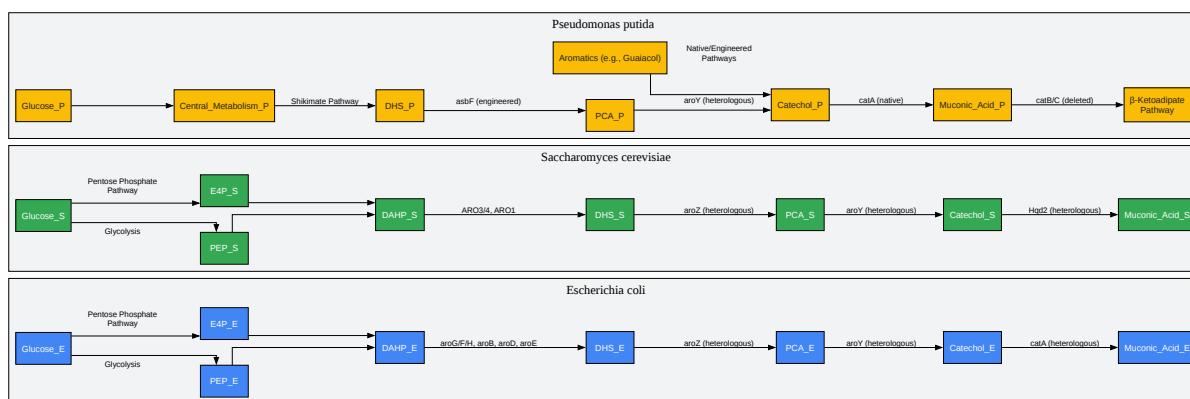 Pseudomonas putida
Aromatics (e.g., Guaiacol)
Native/Engineered
Pathways
Glucose_P
Central_Metabolism_P
Shikimate Pathway
DHS_P
asbF (engineered)
PCA_P
aroY (heterologous)
Catechol_P
catA (native)
Muconic_Acid_P
catB/C (deleted)
β-Ketoadipate
Pathway
Saccharomyces cerevisiae
Pentose Phosphate
Pathway
E4P_S
Glucose_S
Glycolysis
PEP_S
DAHP_S
ARO3/4, ARO1
DHS_S
aroZ (heterologous)
PCA_S
aroY (heterologous)
Catechol_S
Hqd2 (heterologous)
Muconic_Acid_S
Escherichia coli
Pentose Phosphate
Pathway
E4P_E
Glucose_E
Glycolysis
PEP_E
DAHP_E
aroG/F/H, aroB, aroD, aroE
DHS_E
aroZ (heterologous)
PCA_E
aroY (heterologous)
Catechol_E
catA (heterologous)
Muconic_Acid_E